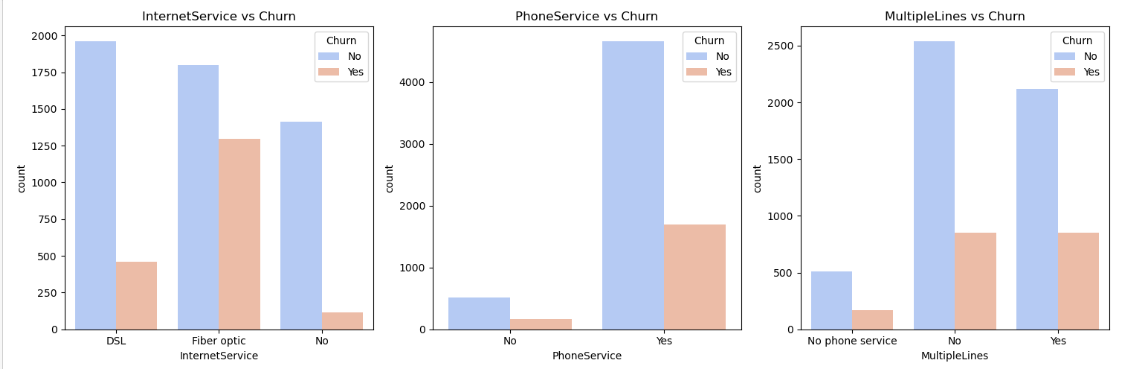 InternetService vs Churn
2000
1750
1500
1250
1000
750
500
250
0
count
DSL
Fiber optic
No
InternetService
Churn
No
Yes
PhoneService vs Churn
4000
3000
2000
1000
0
count
No
Yes
PhoneService
Churn
No
Yes
MultipleLines vs Churn
2500
2000
1500
1000
500
0
count
No phone service
No
Yes
MultipleLines
Churn
No
Yes